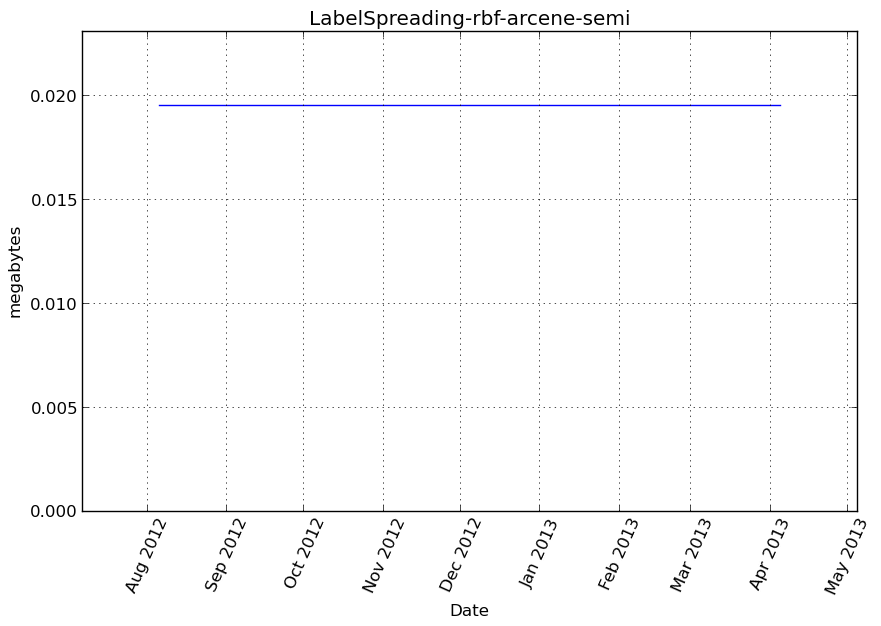 LabelSpreading-rbf-arcene-semi
0.020
0.015
0.010
0.005
0.000
megabytes
Aug 2012
Sep 2012
Oct 2012
Nov 2012
Dec 2012
Jan 2013
Feb 2013
Mar 2013
Apr 2013
May 2013
Date